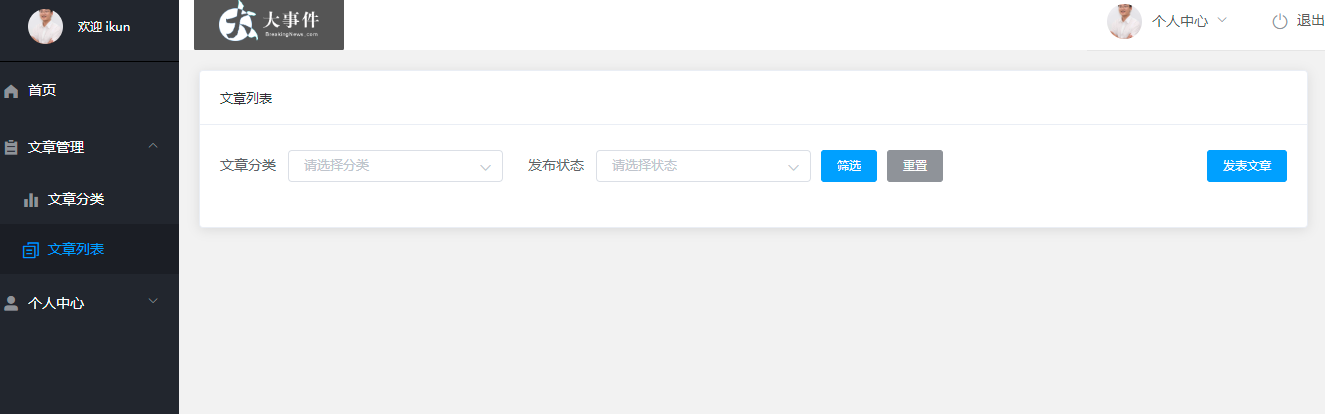 欢迎 ikun
大事件
BreakingNews.com
个人中心
退出
首页
文章管理
文章分类
文章列表
个人中心
文章列表
文章分类 请选择分类 发布状态 请选择状态 筛选 重置 发表文章